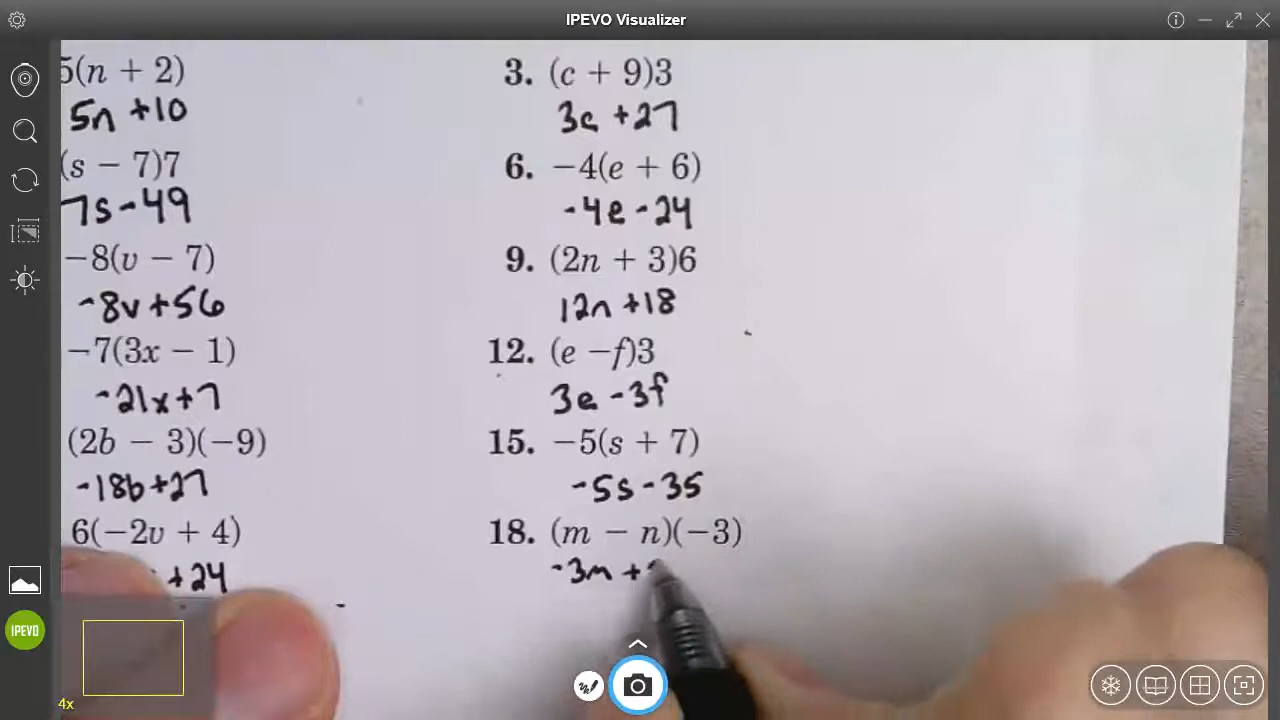 IPEVO Visualizer
5(n + 2)
5n +10
(s − 7)7
7s -49
−8(v − 7)
-8v +56
−7(3x − 1)
-21x +7
(2b − 3)(−9)
-18b +27
6(−2v + 4)
+24
3. (c + 9)3
3c +27
6. −4(e + 6)
-4e -24
9. (2n + 3)6
12n +18
12. (e −f)3
3e -3f
15. −5(s + 7)
-5s -35
18. (m − n)(−3)
-3m +
IPEVO
4x